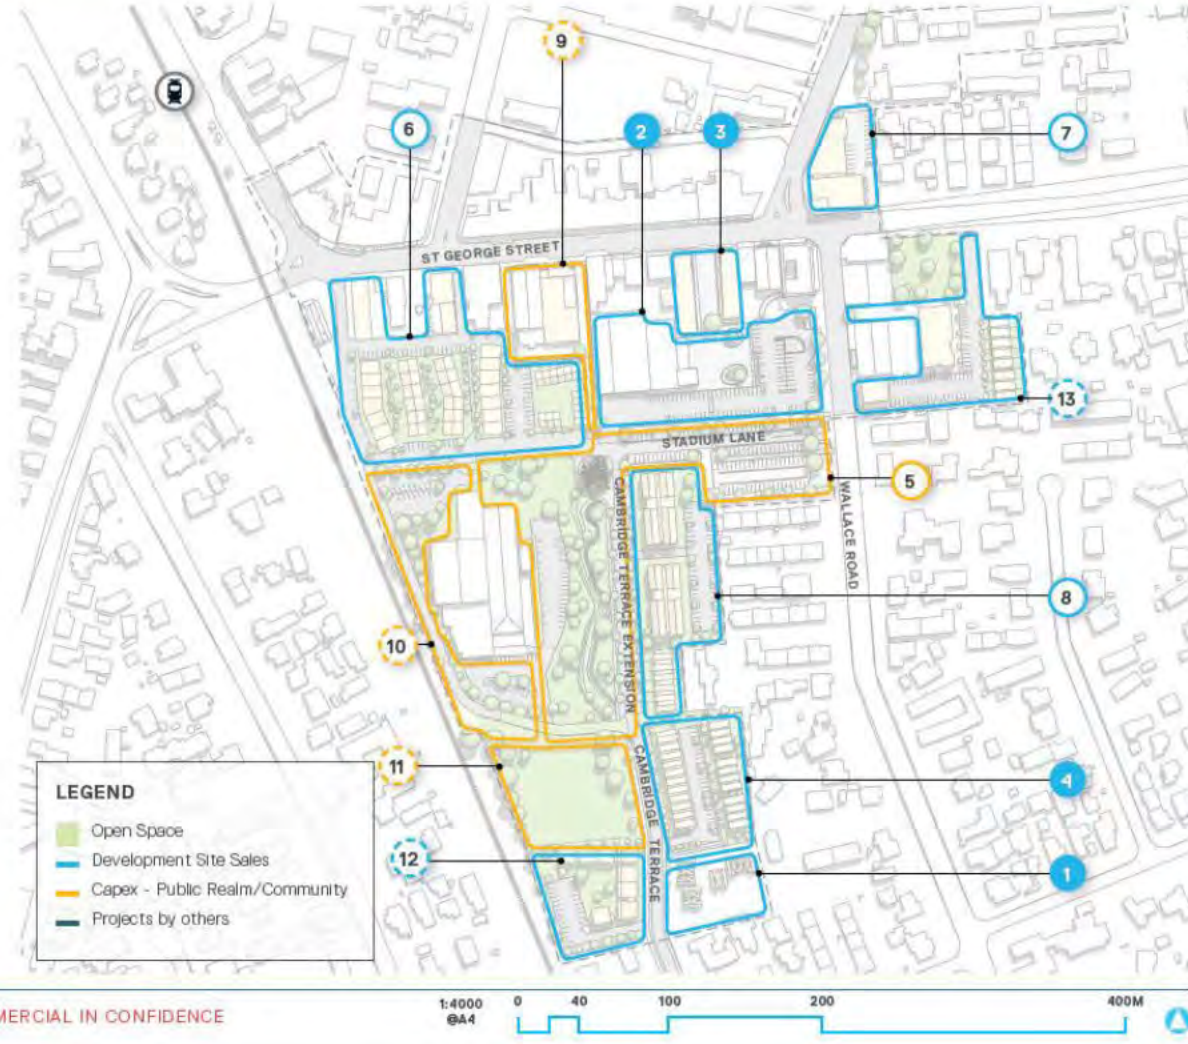 9
6
2
3
7
ST GEORGE STREET
13
STADIUM LANE
5
CAMBRIDGE TERRACE EXTENSION
WALLACE ROAD
8
10
11
CAMBRIDGE TERRACE
4
12
1
LEGEND
Open Space
Development Site Sales
Capex - Public Realm/Community
Projects by others
MERCIAL IN CONFIDENCE
1:4000
@A4
0 40 100 200 400M